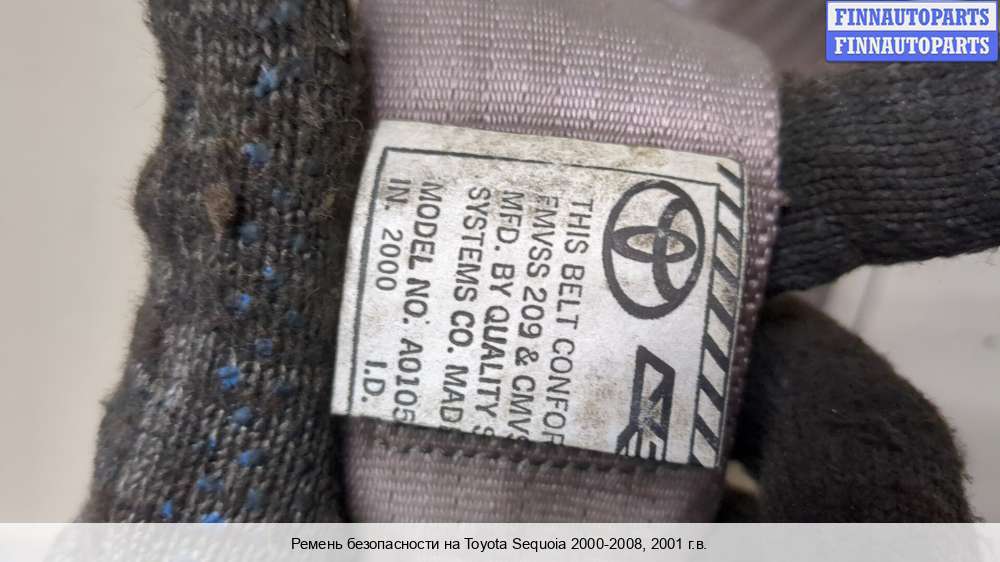 FINNAUTOPARTS
FINNAUTOPARTS
THIS BELT CONFOR
FMVSS 209 & CMVS
MFD. BY QUALITY S
SYSTEMS CO. MAD
MODEL NO. A0105
IN. 2000 I.D.
Ремень безопасности на Toyota Sequoia 2000-2008, 2001 г.в.